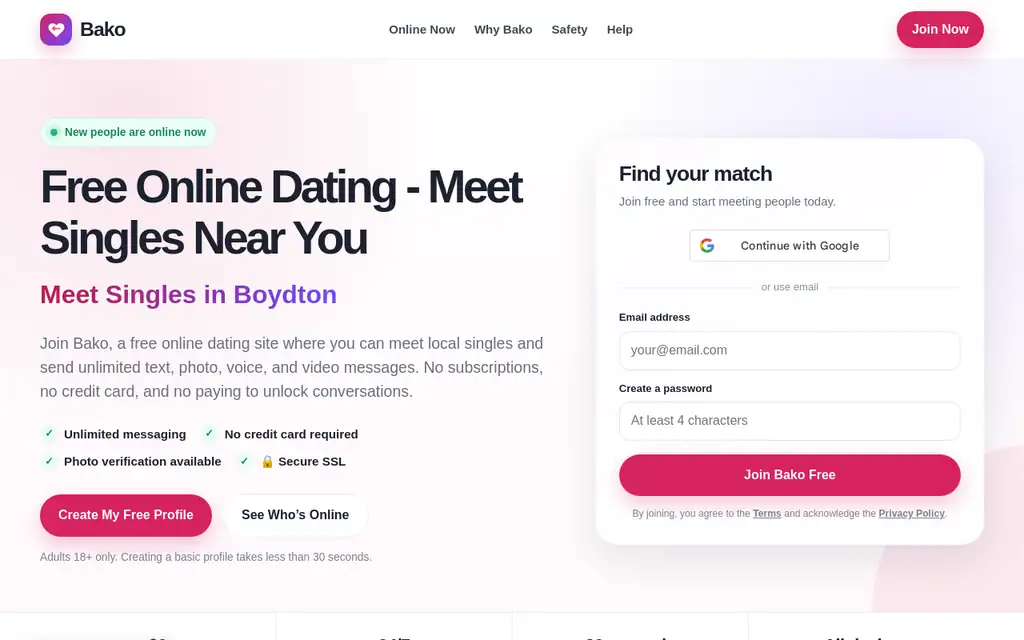 Bako
Online Now
Why Bako
Safety
Help
Join Now
New people are online now
Free Online Dating - Meet
Singles Near You
Meet Singles in Boydton
Join Bako, a free online dating site where you can meet local singles and
send unlimited text, photo, voice, and video messages. No subscriptions,
no credit card, and no paying to unlock conversations.
✓ Unlimited messaging
✓ No credit card required
✓ Photo verification available
✓ 🔒 Secure SSL
Create My Free Profile
See Who’s Online
Adults 18+ only. Creating a basic profile takes less than 30 seconds.
Find your match
Join free and start meeting people today.
Continue with Google
or use email
Email address
your@email.com
Create a password
At least 4 characters
Join Bako Free
By joining, you agree to the Terms and acknowledge the Privacy Policy.